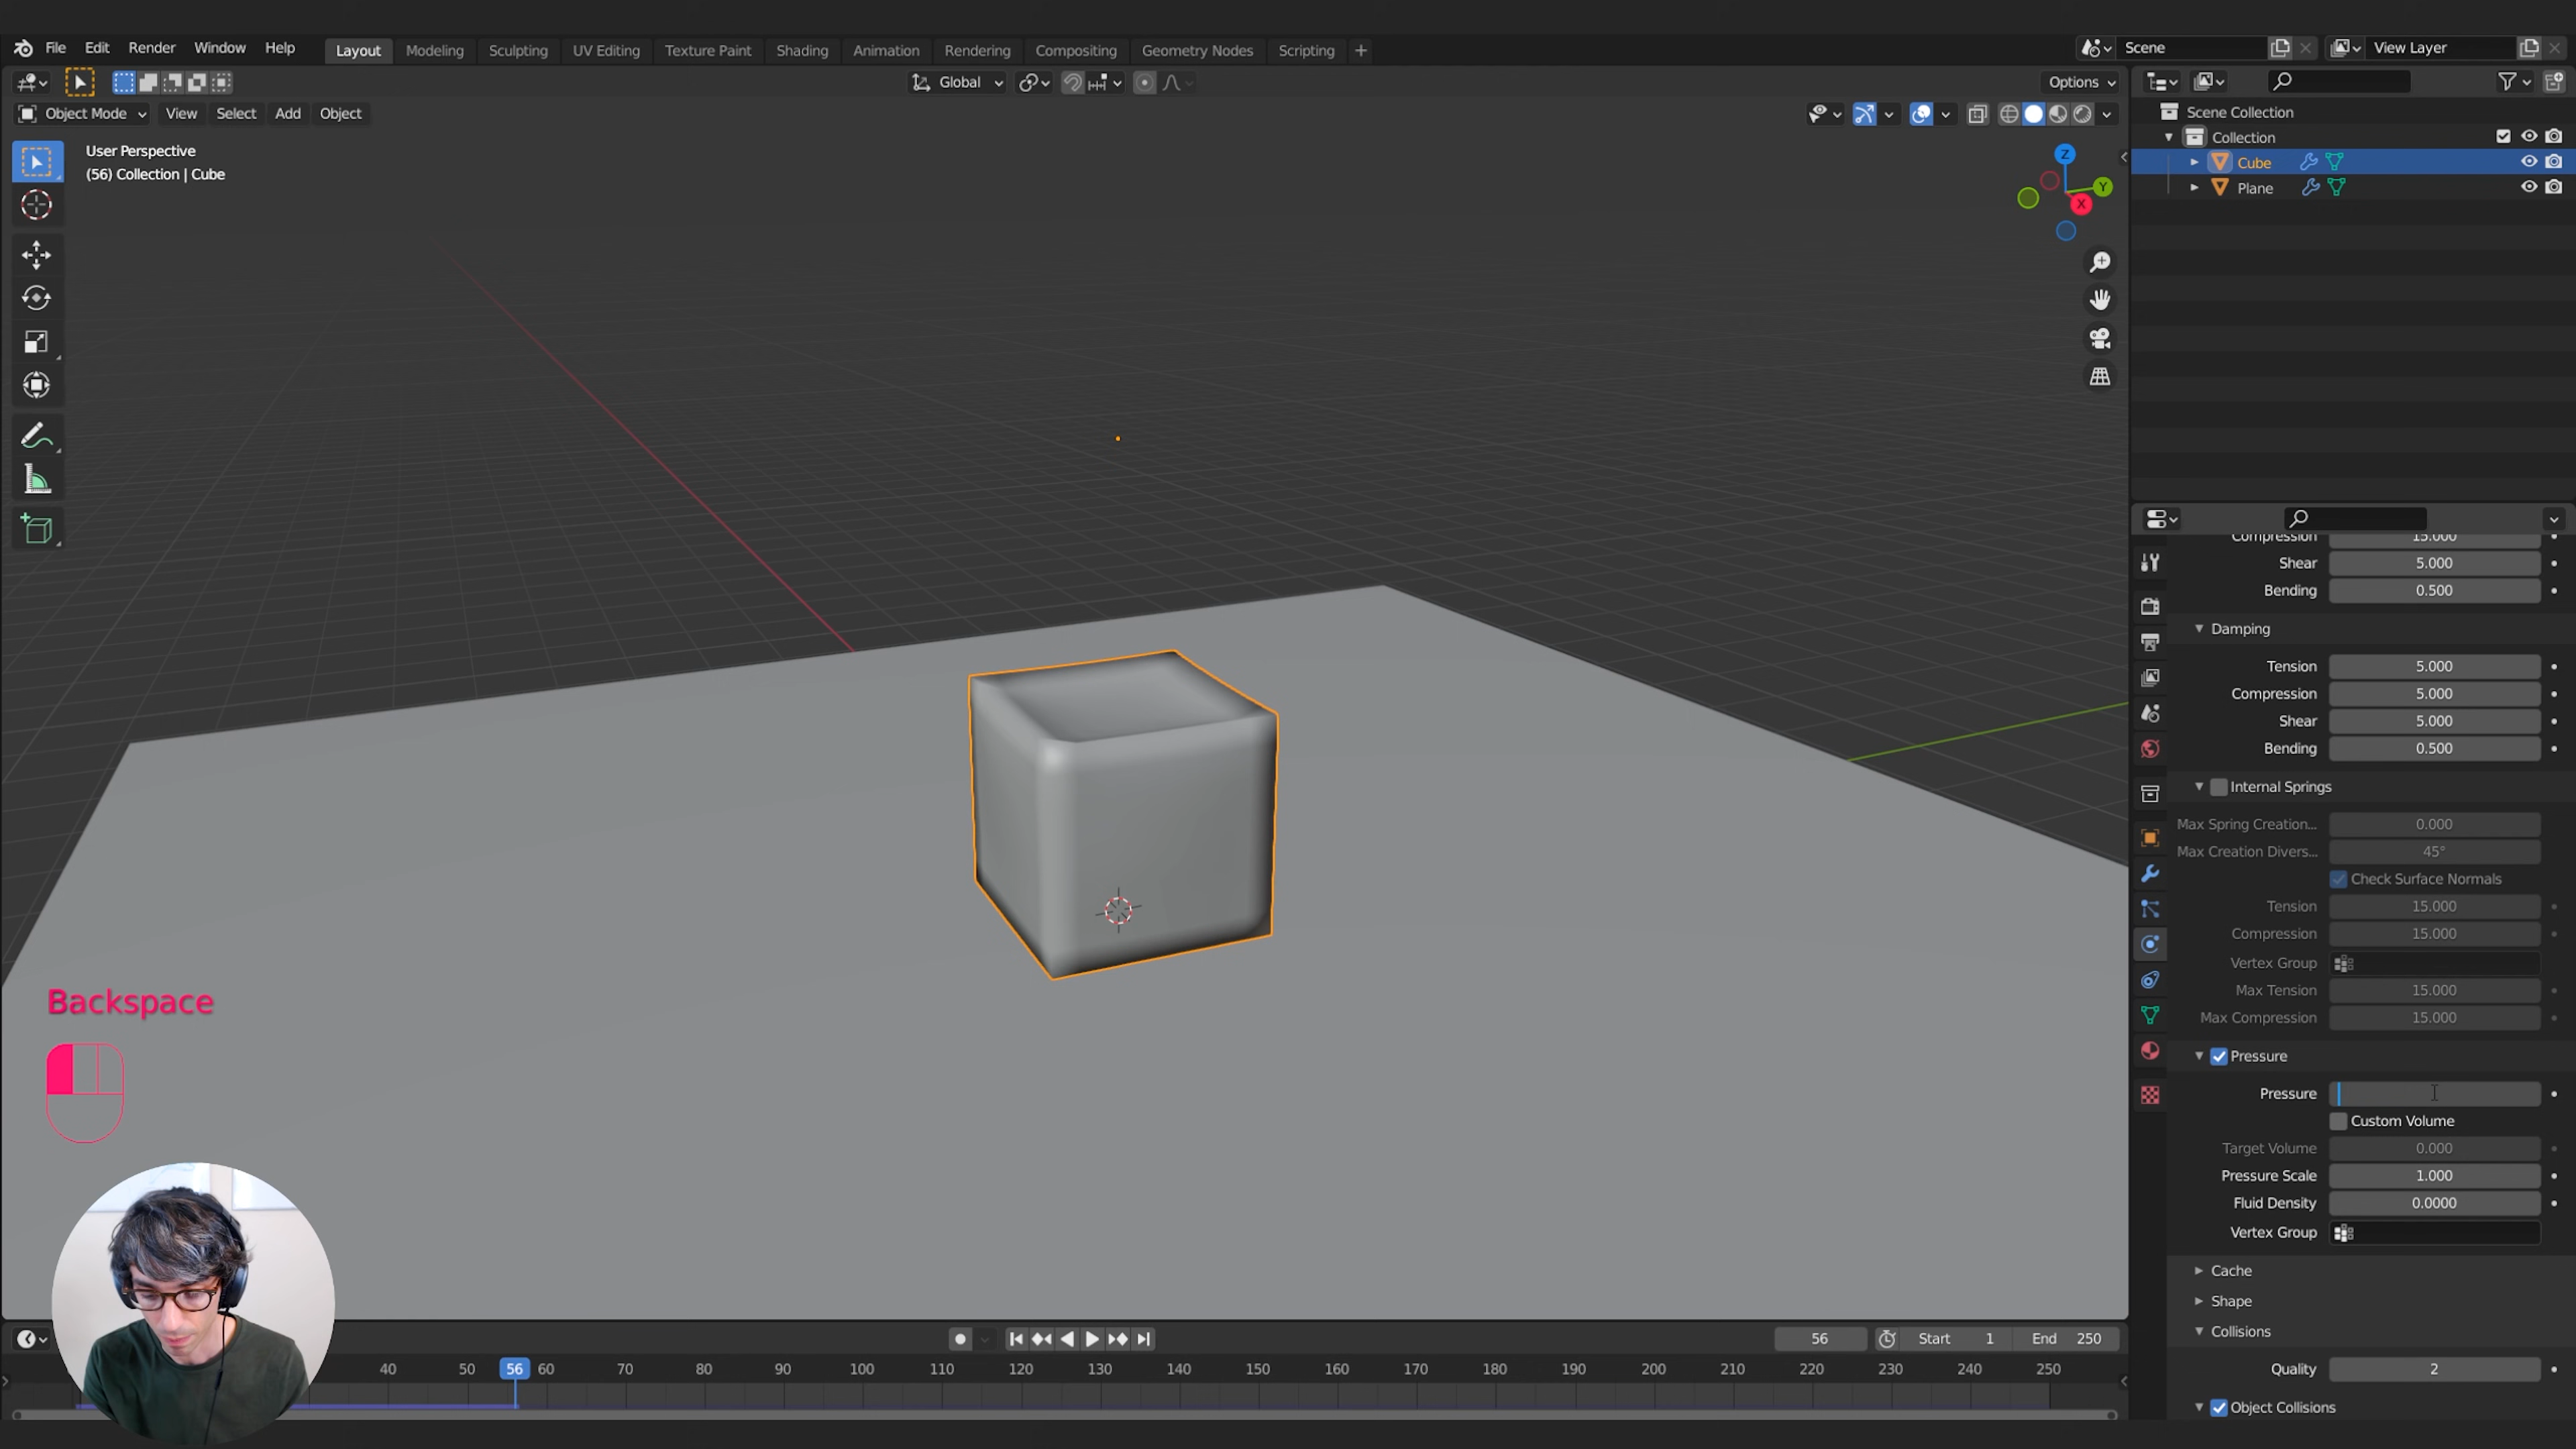 File Edit Render Window Help Layout Modeling Sculpting UV Editing Texture Paint Shading Animation Rendering Compositing Geometry Nodes Scripting + Scene View Layer
Global Options
Object Mode View Select Add Object
User Perspective
(56) Collection | Cube
Z
Y
X
Scene Collection
Collection
Cube
Plane
Compression 15.000
Shear 5.000
Bending 0.500
Damping
Tension 5.000
Compression 5.000
Shear 5.000
Bending 0.500
Internal Springs
Max Spring Creation... 0.000
Max Creation Divers... 45°
Check Surface Normals
Tension 15.000
Compression 15.000
Vertex Group
Max Tension 15.000
Max Compression 15.000
Pressure
Pressure
Custom Volume
Target Volume 0.000
Pressure Scale 1.000
Fluid Density 0.0000
Vertex Group
Cache
Shape
Collisions
Quality 2
Object Collisions
Backspace
56 Start 1 End 250
40 50 56 60 70 80 90 100 110 120 130 140 150 160 170 180 190 200 210 220 230 240 250